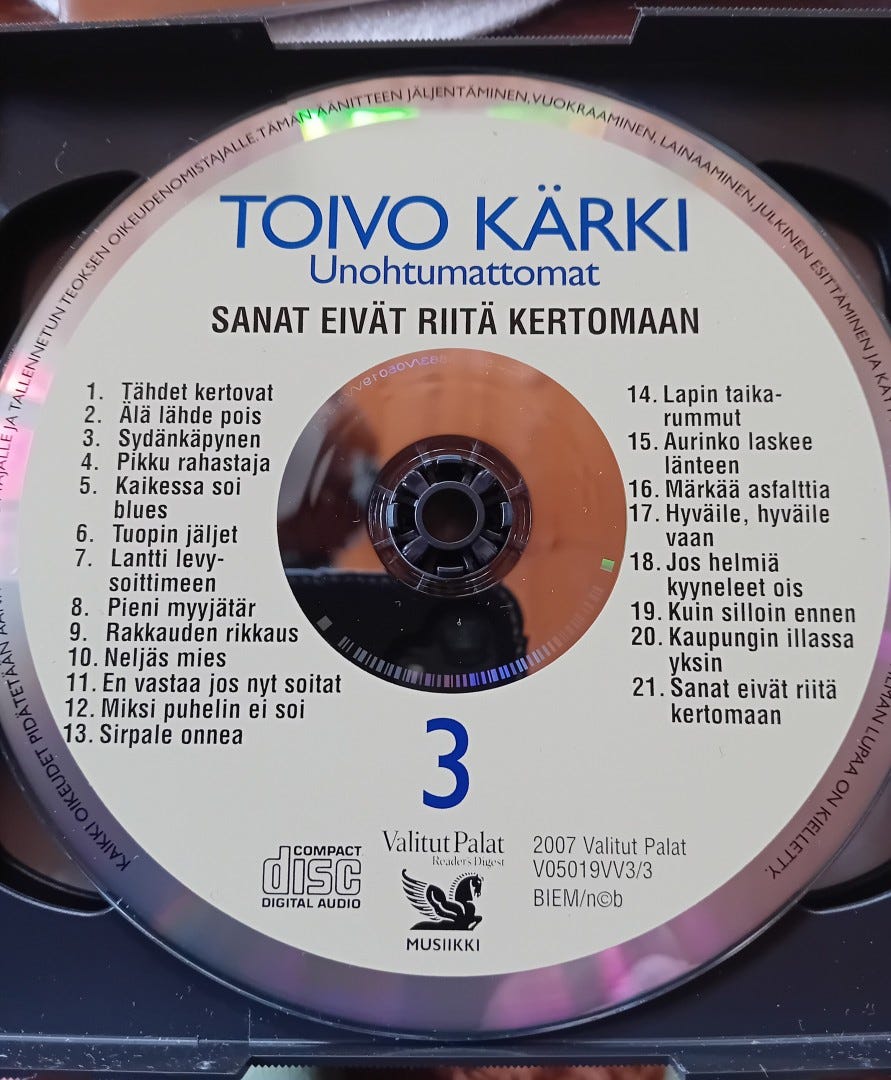 KAIKKI OIKEUDET PIDÄTETÄÄN
TAJALLE JA TALLENNETUN TEOKSEN OIKEUDENOMISTAJALLE. TÄMÄN ÄÄNITTEEN JÄLJENTÄMINEN, VUOKRAAMINEN, LAINAAMINEN, JULKINEN ESITTÄMINEN JA KÄYT
ILMAN LUPAA ON KIELLETTY.
TOIVO KÄRKI
Unohtumattomat
SANAT EIVÄT RIITÄ KERTOMAAN
1. Tähdet kertovat
2. Älä lähde pois
3. Sydänkäpynen
4. Pikku rahastaja
5. Kaikessa soi
blues
6. Tuopin jäljet
7. Lantti levy-
soittimeen
8. Pieni myyjätär
9. Rakkauden rikkaus
10. Neljäs mies
11. En vastaa jos nyt soitat
12. Miksi puhelin ei soi
13. Sirpale onnea
14. Lapin taika-
rummut
15. Aurinko laskee
länteen
16. Märkää asfalttia
17. Hyväile, hyväile
vaan
18. Jos helmiä
kyyneleet ois
19. Kuin silloin ennen
20. Kaupungin illassa
yksin
21. Sanat eivät riitä
kertomaan
3
COMPACT
disc
DIGITAL AUDIO
Valitut Palat
Reader's Digest
MUSIIKKI
2007 Valitut Palat
V05019VV3/3
BIEM/n©b